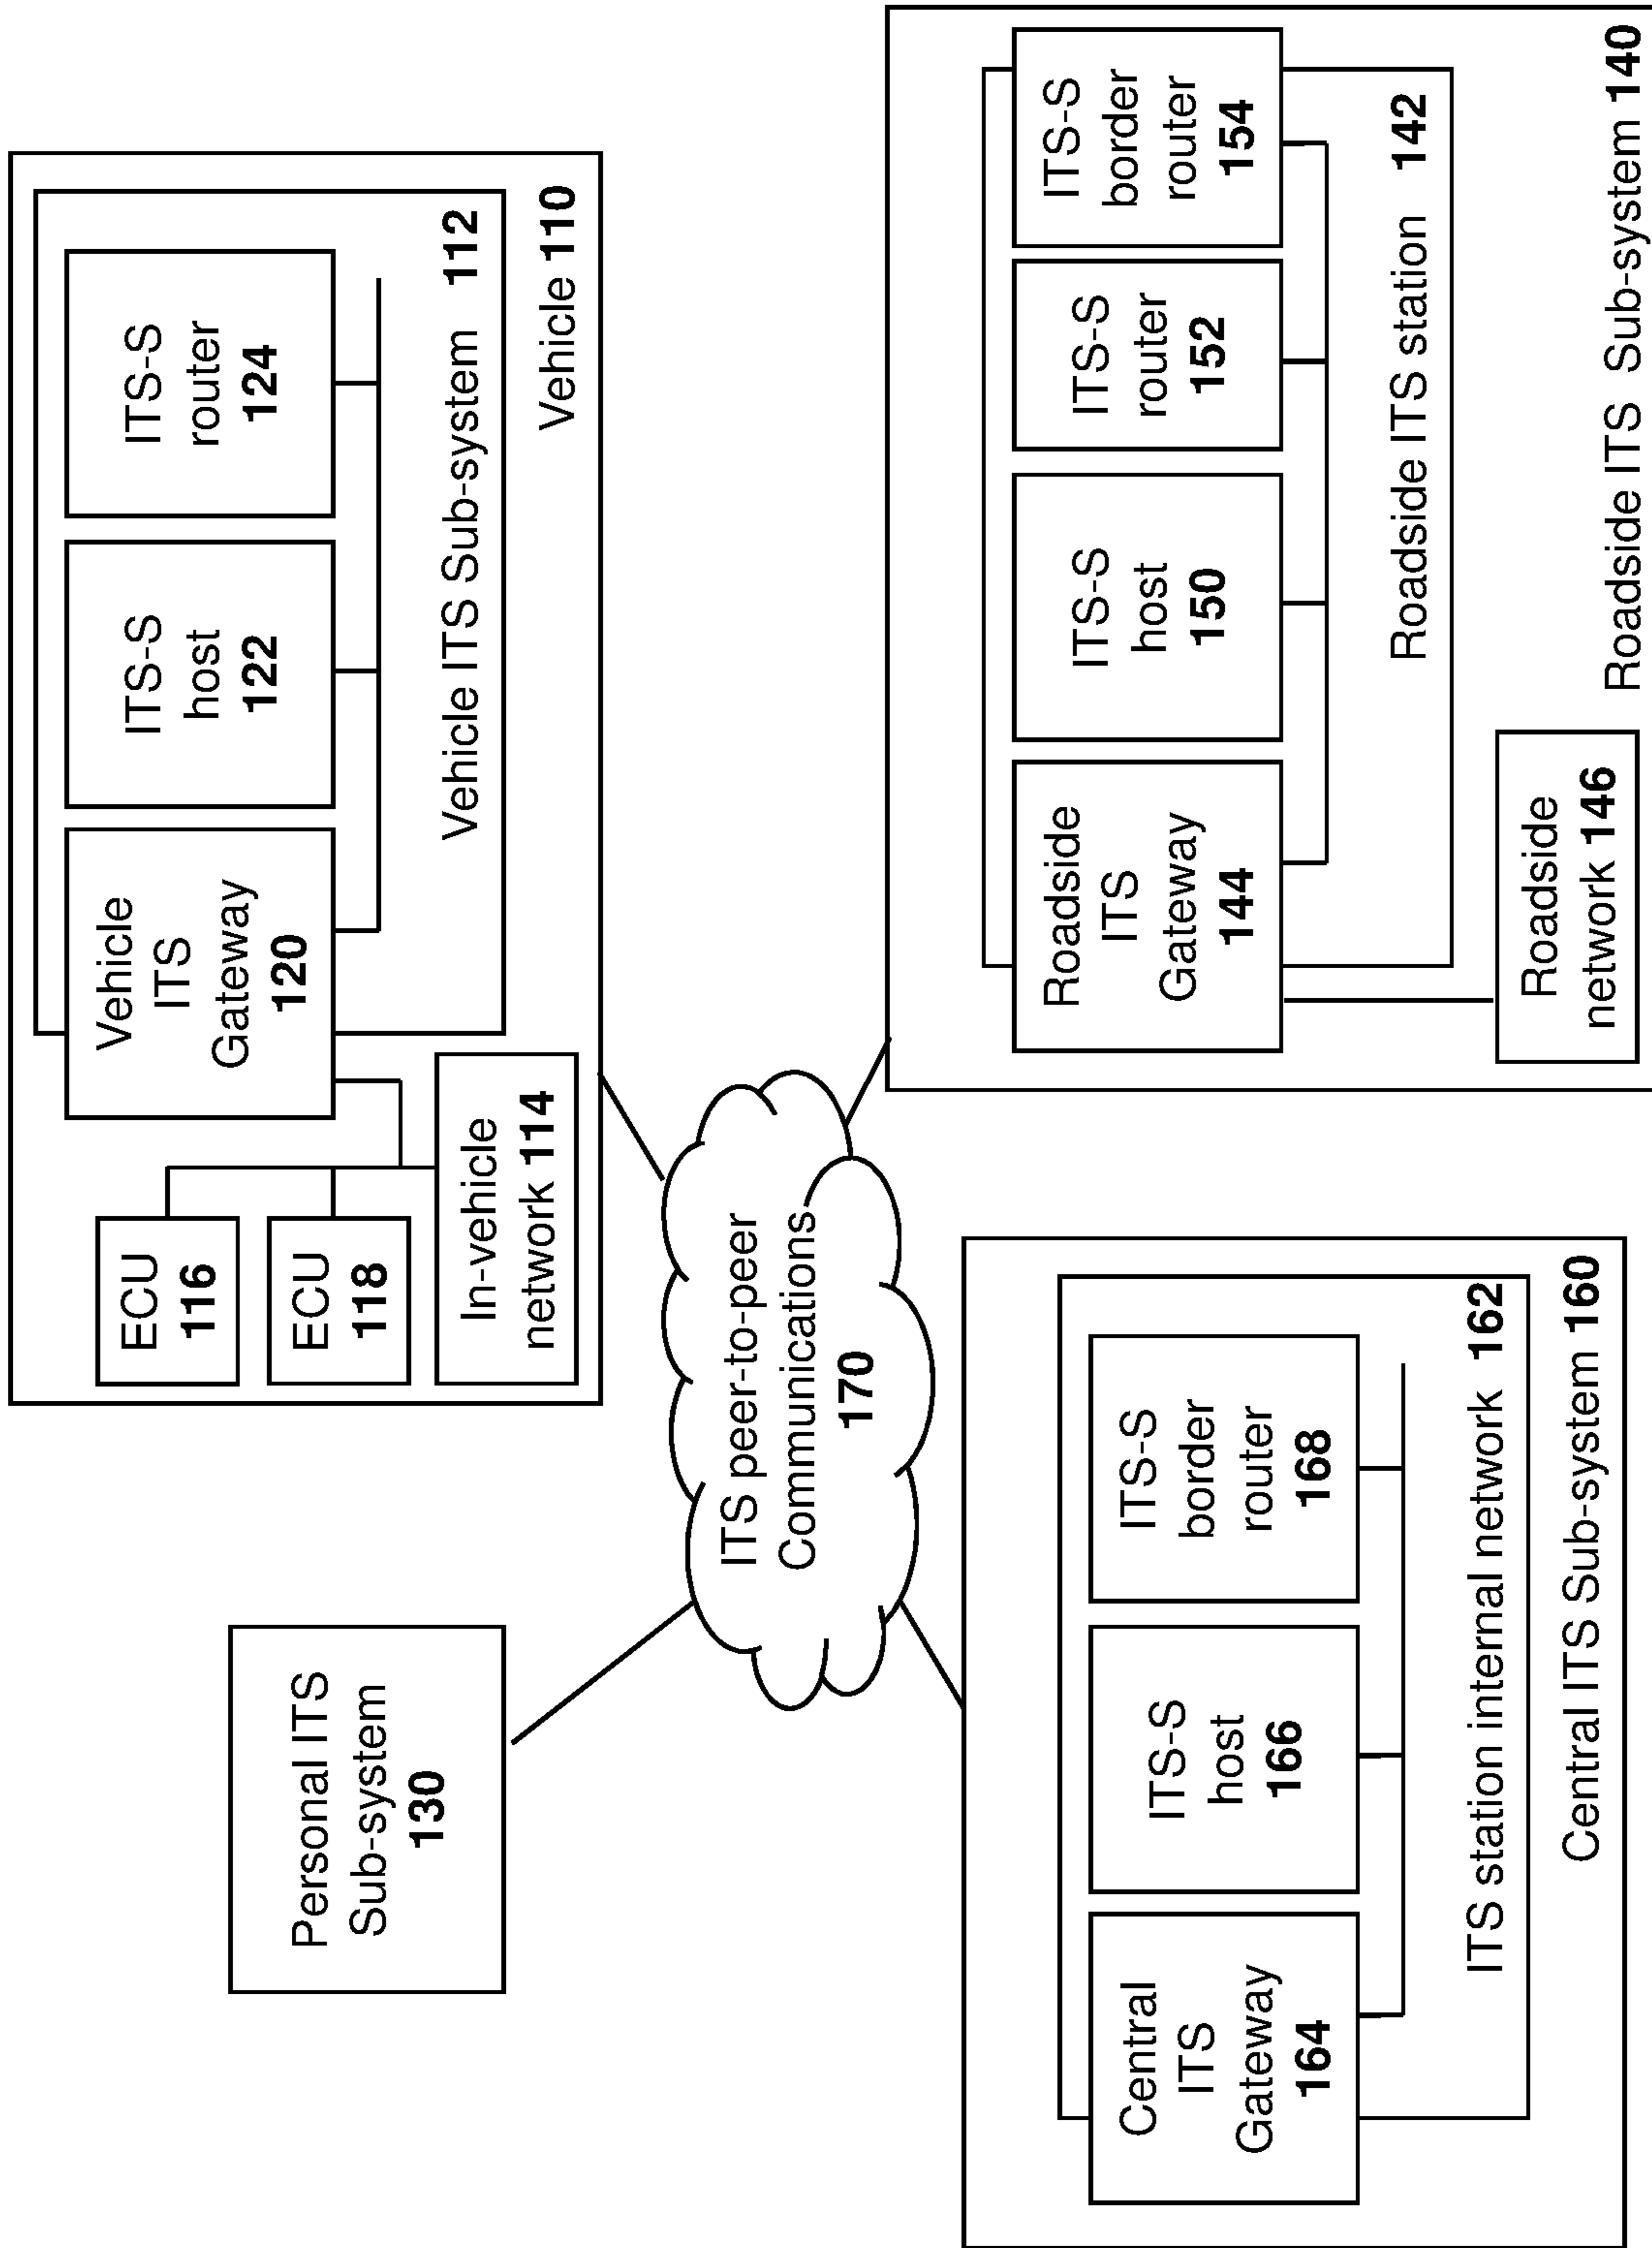 Personal ITS
Sub-system
130
ECU
116
ECU
118
In-vehicle
network 114
Vehicle
ITS
Gateway
120
ITS-S
host
122
ITS-S
router
124
Vehicle ITS Sub-system 112
Vehicle 110
ITS peer-to-peer
Communications
170
Central
ITS
Gateway
164
ITS-S
host
166
ITS-S
border
router
168
ITS station internal network 162
Central ITS Sub-system 160
Roadside
ITS
Gateway
144
ITS-S
host
150
ITS-S
router
152
ITS-S
border
router
154
Roadside ITS station 142
Roadside
network 146
Roadside ITS Sub-system 140